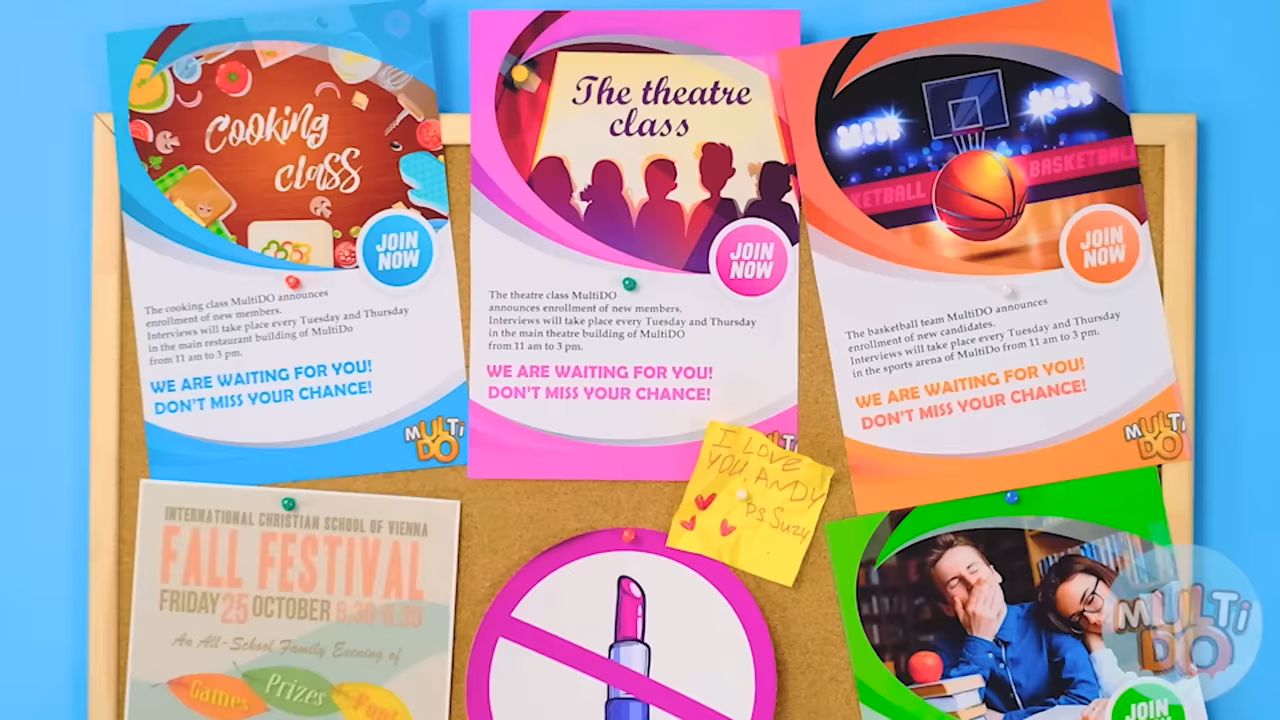 Cooking
class
JOIN
NOW
The cooking class MultiDO announces
enrollment of new members.
Interviews will take place every Tuesday and Thursday
in the main restaurant building of MultiDo
from 11 am to 3 pm.
WE ARE WAITING FOR YOU!
DON'T MISS YOUR CHANCE!
MULTi
DO
The theatre
class
JOIN
NOW
The theatre class MultiDO
announces enrollment of new members.
Interviews will take place every Tuesday and Thursday
in the main theatre building of MultiDO
from 11 am to 3 pm.
WE ARE WAITING FOR YOU!
DON'T MISS YOUR CHANCE!
KETBALL
BASKETBALL
JOIN
NOW
The basketball team MultiDO announces
enrollment of new candidates.
Interviews will take place every Tuesday and Thursday
in the sports arena of MultiDo from 11 am to 3 pm.
WE ARE WAITING FOR YOU!
DON'T MISS YOUR CHANCE!
MULTi
DO
I LOVE
YOU, ANDY
PS Suzy
INTERNATIONAL CHRISTIAN SCHOOL OF VIENNA
FALL FESTIVAL
FRIDAY 25 OCTOBER
An All-School Family Evening of
Games
Prizes
Fun!
JOIN
MULTi
DO